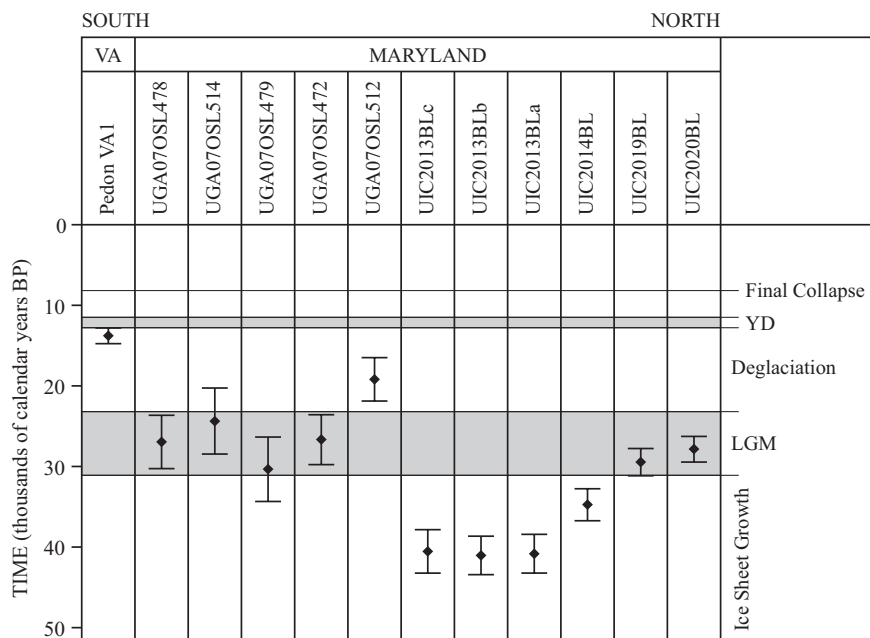 SOUTH NORTH
VA MARYLAND
Pedon VA1
UGA07OSL478
UGA07OSL514
UGA07OSL479
UGA07OSL472
UGA07OSL512
UIC2013BLc
UIC2013BLb
UIC2013BLa
UIC2014BL
UIC2019BL
UIC2020BL
TIME (thousands of calendar years BP)
0
10
20
30
40
50
Final Collapse
YD
Deglaciation
LGM
Ice Sheet Growth